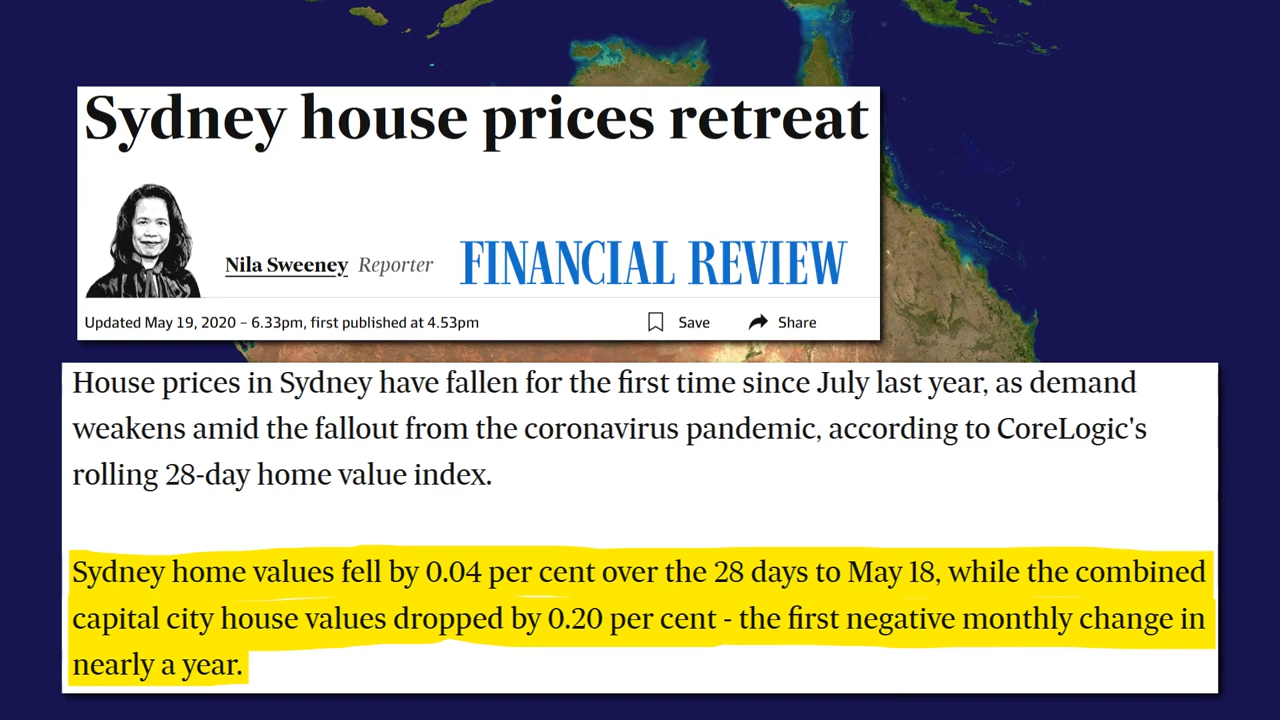 Sydney house prices retreat
Nila Sweeney Reporter
FINANCIAL REVIEW
Updated May 19, 2020 – 6.33pm, first published at 4.53pm
Save
Share
House prices in Sydney have fallen for the first time since July last year, as demand
weakens amid the fallout from the coronavirus pandemic, according to CoreLogic's
rolling 28-day home value index.
Sydney home values fell by 0.04 per cent over the 28 days to May 18, while the combined
capital city house values dropped by 0.20 per cent - the first negative monthly change in
nearly a year.